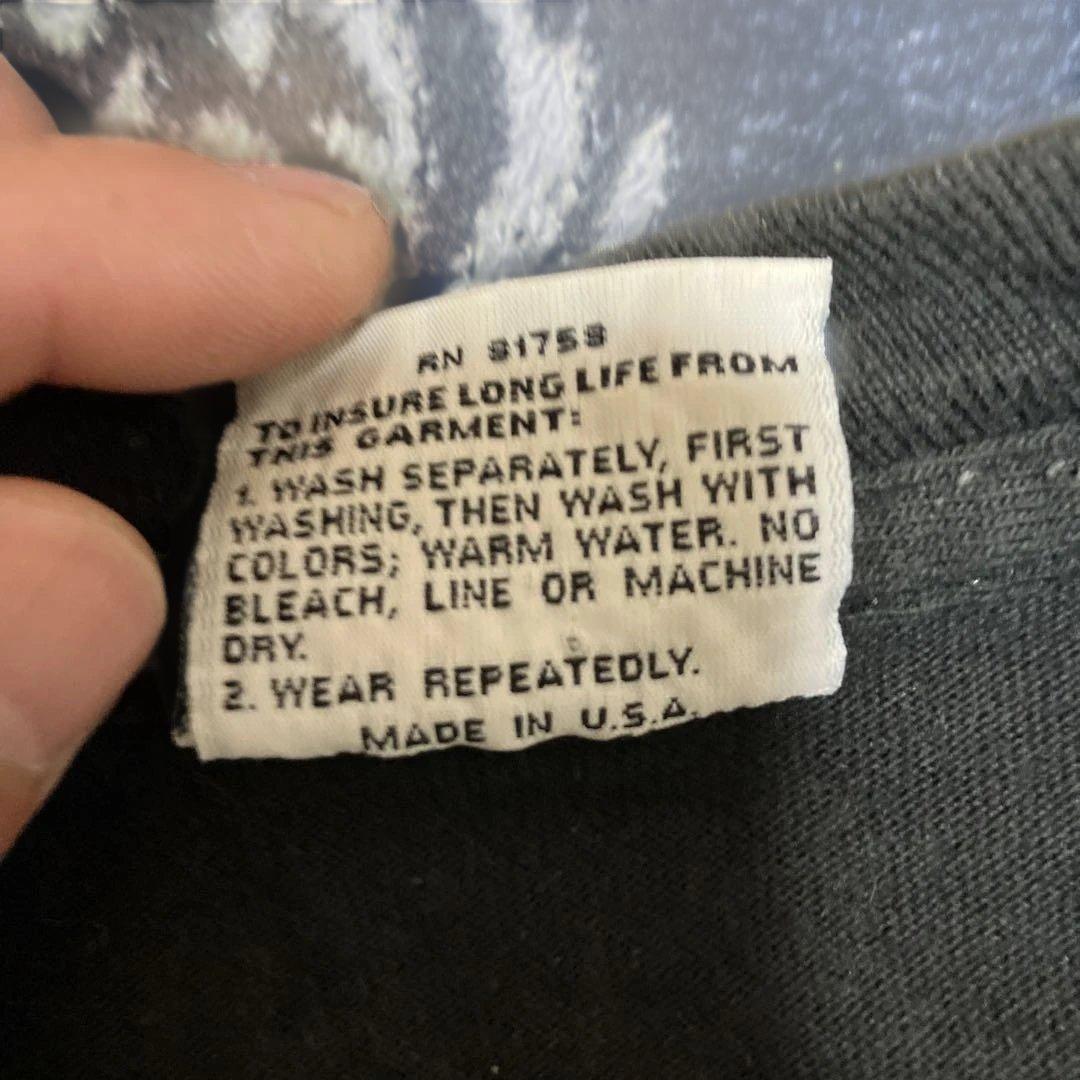 RN 81759
TO INSURE LONG LIFE FROM
THIS GARMENT:
1. WASH SEPARATELY, FIRST
WASHING, THEN WASH WITH
COLORS; WARM WATER. NO
BLEACH, LINE OR MACHINE
DRY.
2. WEAR REPEATEDLY.
MADE IN U.S.A.